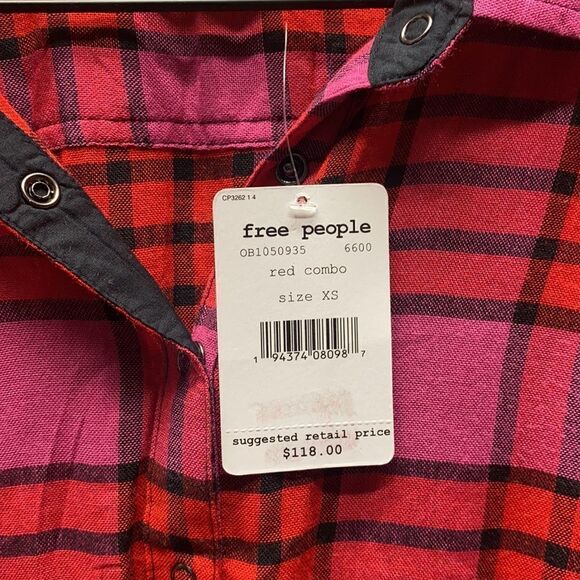 CP3262 1 4
free people
OB1050935 6600
red combo
size XS
1 94374 08098 7
suggested retail price
$118.00